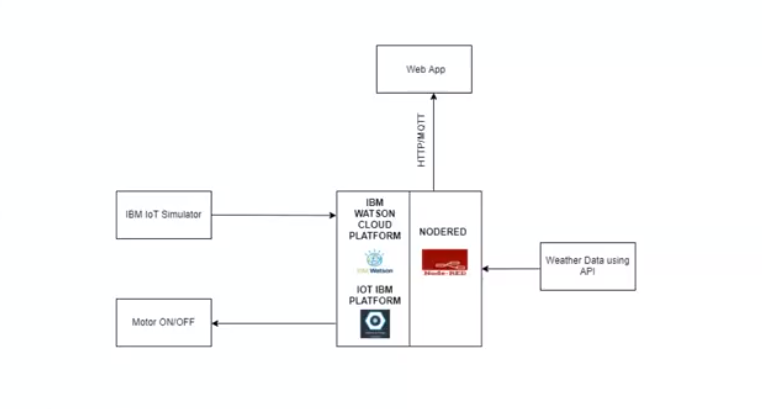 Web App
HTTP/MQTT
IBM IoT Simulator
IBM
WATSON
CLOUD
PLATFORM
NODERED
IBM Watson
Node-RED
Weather Data using
API
IOT IBM
PLATFORM
Motor ON/OFF